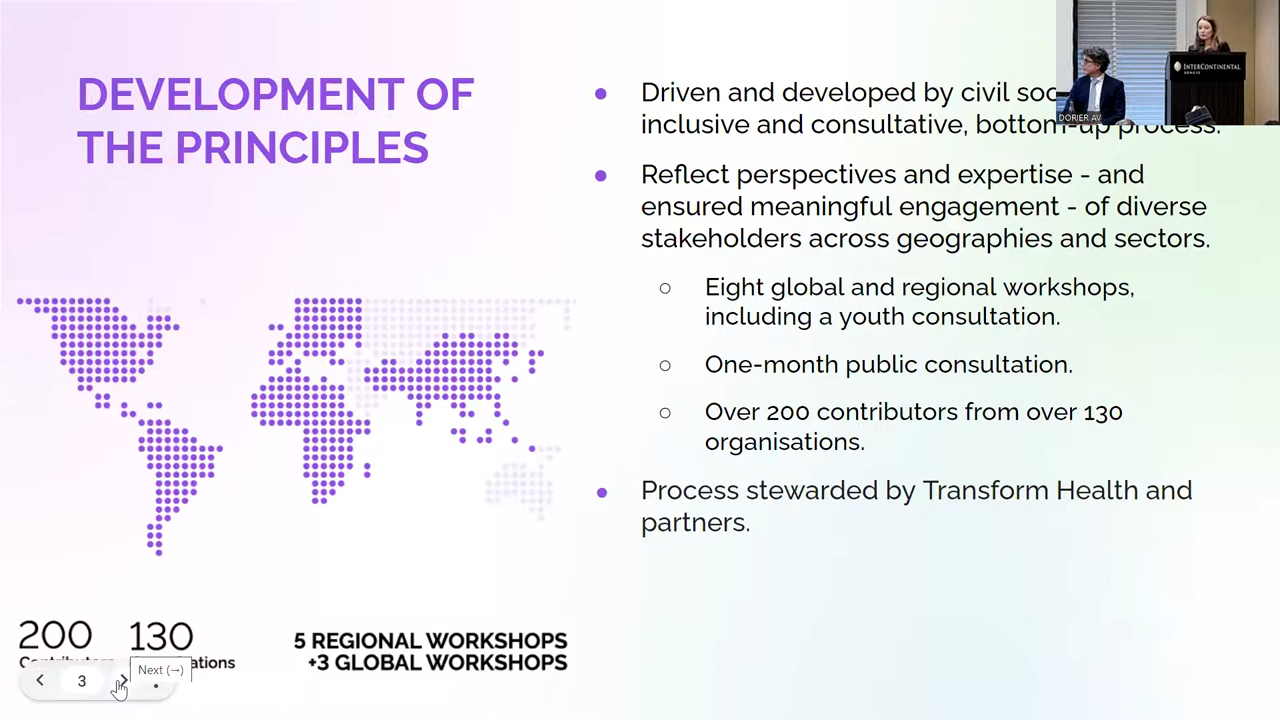 DEVELOPMENT OF
THE PRINCIPLES
Driven and developed by civil
inclusive and consultative, bottom-up process.
Reflect perspectives and expertise - and
ensured meaningful engagement - of diverse
stakeholders across geographies and sectors.
Eight global and regional workshops,
including a youth consultation.
One-month public consultation.
Over 200 contributors from over 130
organisations.
Process stewarded by Transform Health and
partners.
INTERCONTINENTAL
DORIER AV
200
130
5 REGIONAL WORKSHOPS
+3 GLOBAL WORKSHOPS
Next (→)
3